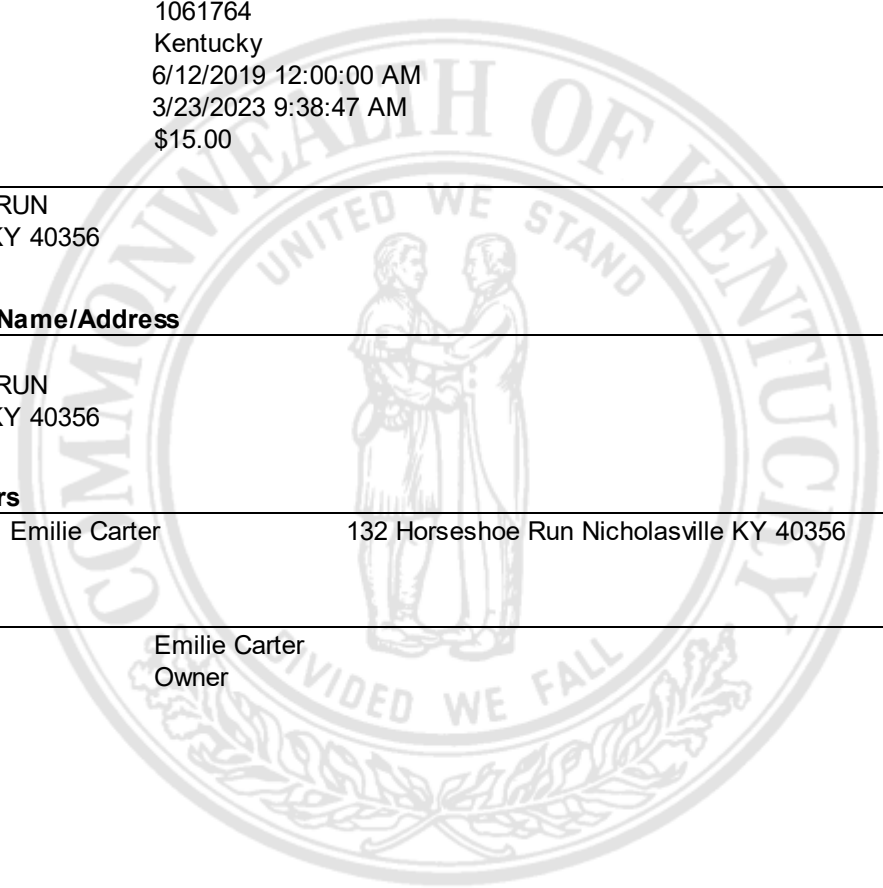 1061764
Kentucky
6/12/2019 12:00:00 AM
3/23/2023 9:38:47 AM
$15.00
RUN
KY 40356
Name/Address
RUN
KY 40356
rs
Emilie Carter 132 Horseshoe Run Nicholasville KY 40356
Emilie Carter
Owner
COMMONWEALTH OF KENTUCKY
UNITED WE STAND
DIVIDED WE FALL